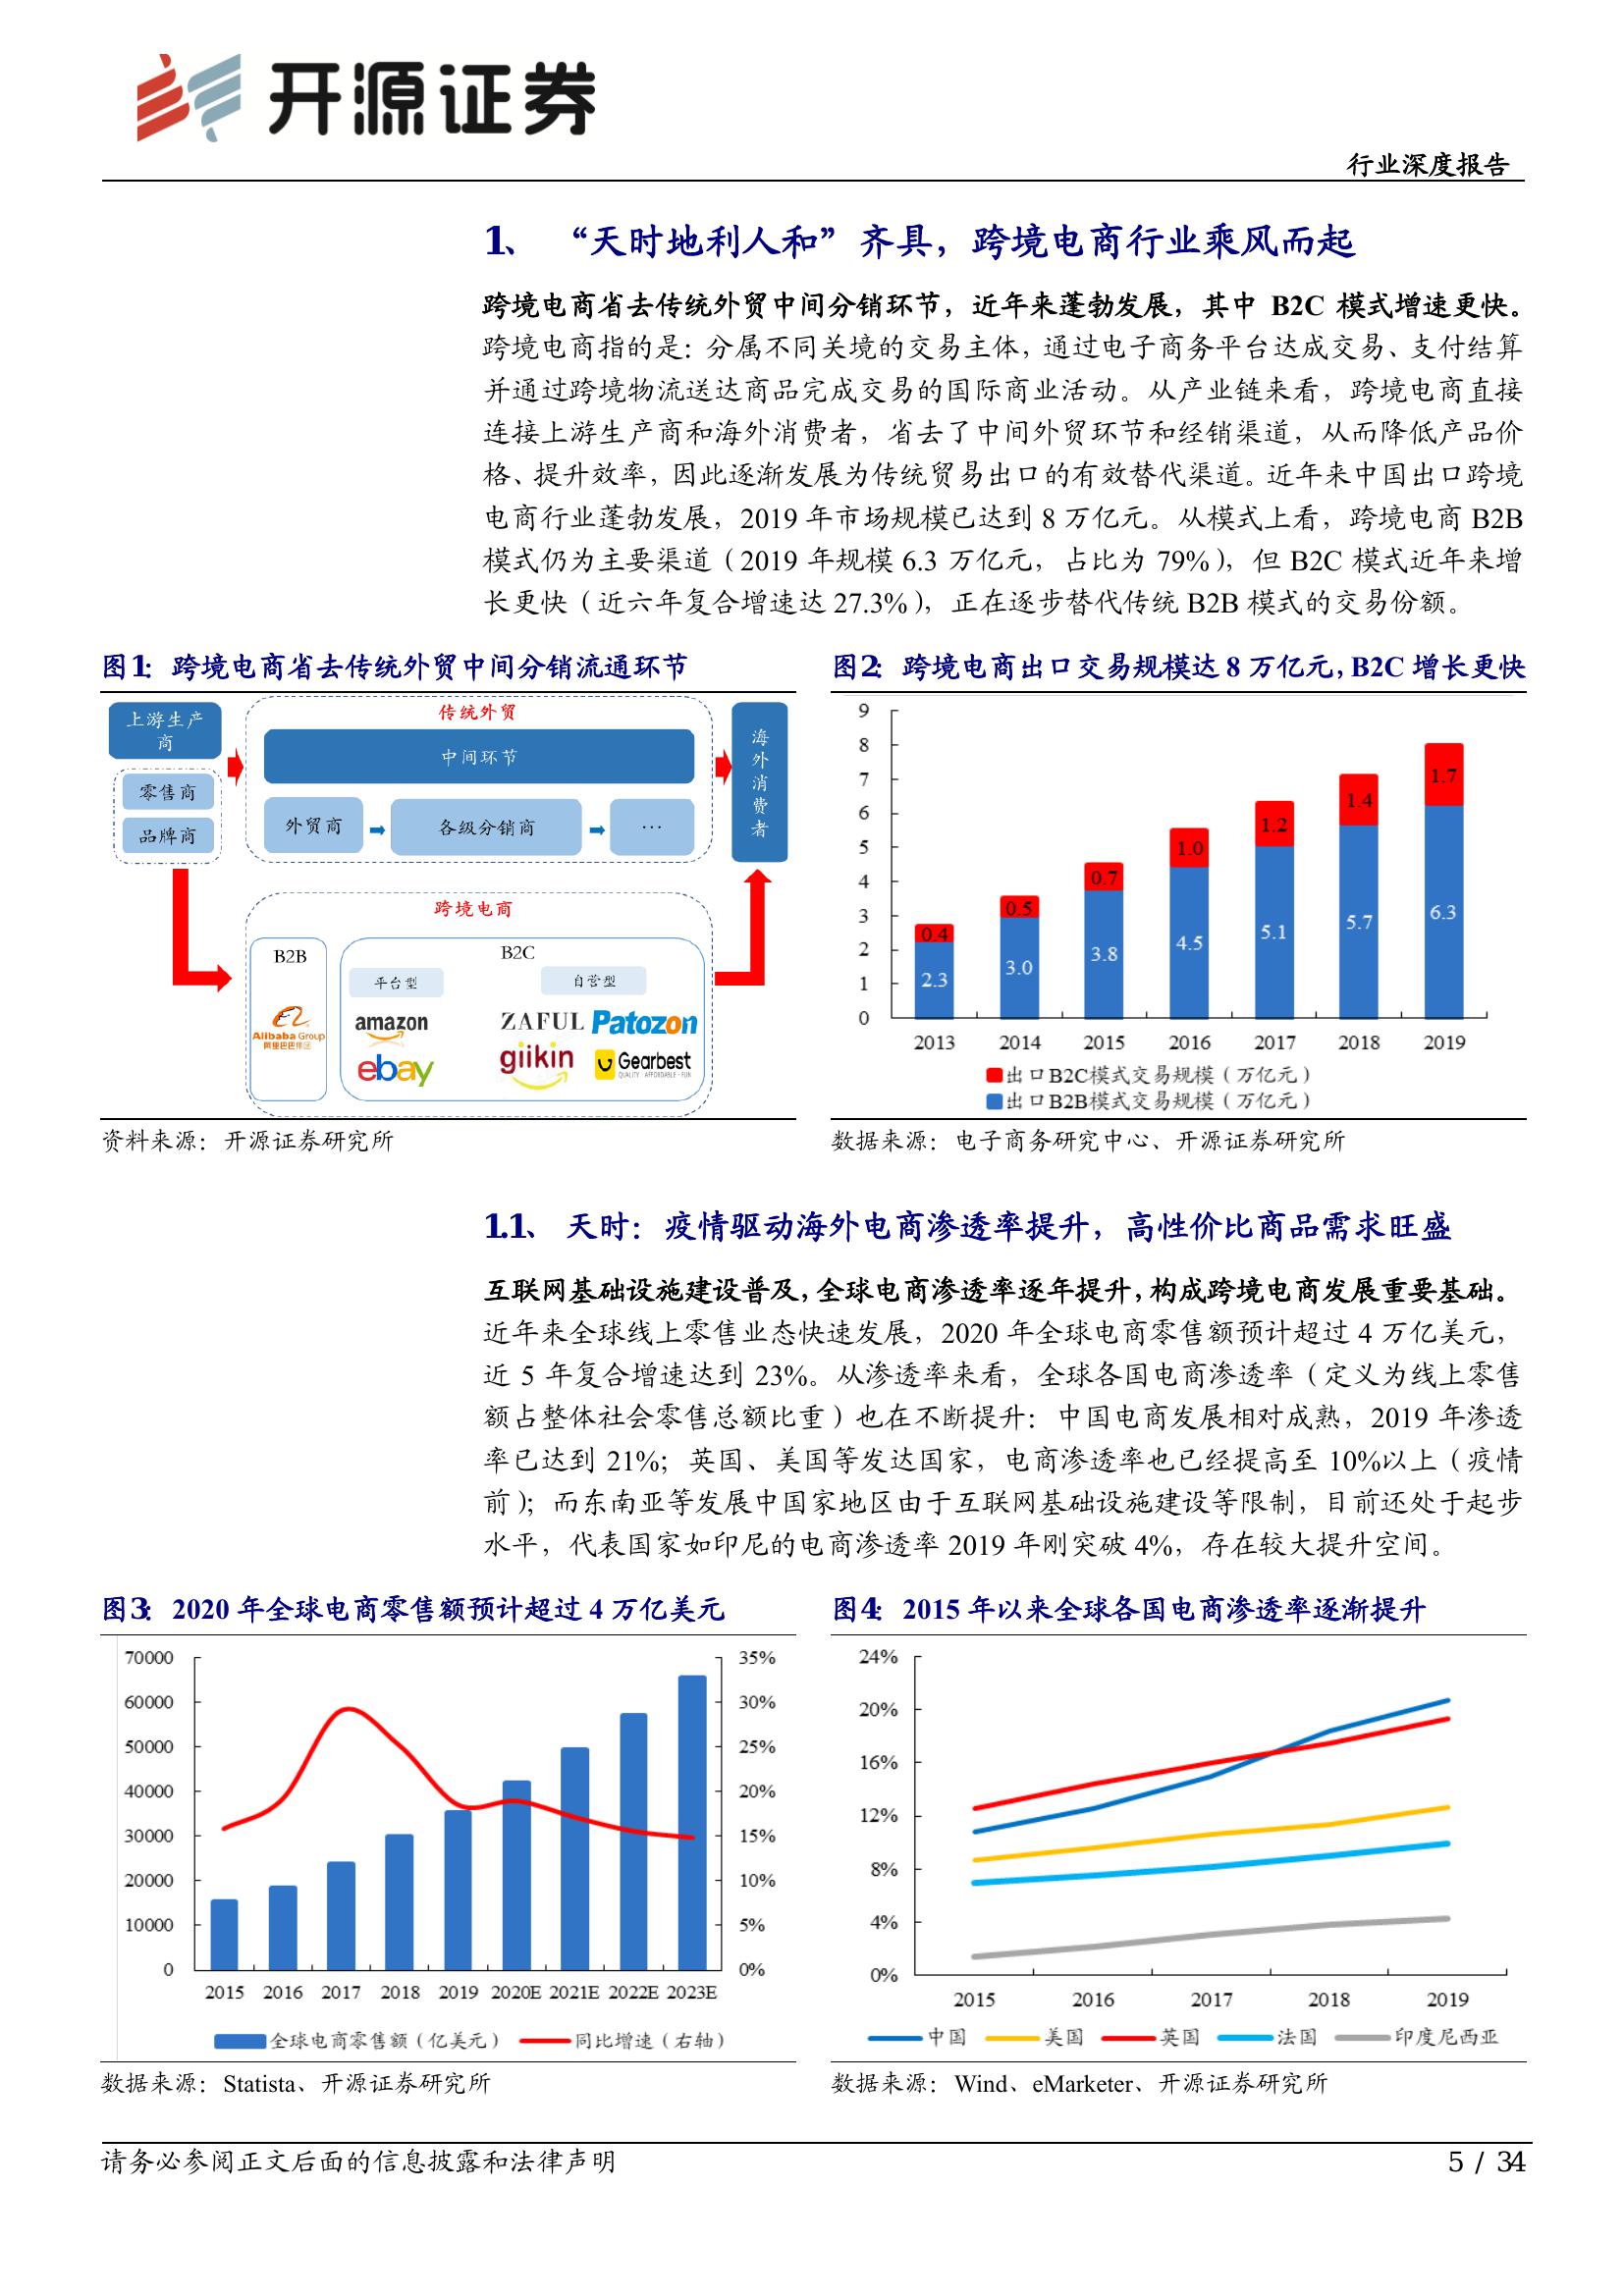 开源证券
行业深度报告
1、 “天时地利人和”齐具，跨境电商行业乘风而起
跨境电商省去传统外贸中间分销环节，近年来蓬勃发展，其中 B2C 模式增速更快。
跨境电商指的是：分属不同关境的交易主体，通过电子商务平台达成交易、支付结算
并通过跨境物流送达商品完成交易的国际商业活动。从产业链来看，跨境电商直接
连接上游生产商和海外消费者，省去了中间外贸环节和经销渠道，从而降低产品价
格、提升效率，因此逐渐发展为传统贸易出口的有效替代渠道。近年来中国出口跨境
电商行业蓬勃发展，2019 年市场规模已达到 8 万亿元。从模式上看，跨境电商 B2B
模式仍为主要渠道（2019 年规模 6.3 万亿元，占比为 79%），但 B2C 模式近年来增
长更快（近六年复合增速达 27.3%），正在逐步替代传统 B2B 模式的交易份额。
图1：跨境电商省去传统外贸中间分销流通环节
上游生产
商
零售商
品牌商
传统外贸
中间环节
外贸商
各级分销商
…
海
外
消
费
者
跨境电商
B2B
Alibaba Group
阿里巴巴集团
B2C
平台型
自营型
amazon
ZAFUL Patozon
ebay
giikin
Gearbest
QUALITY · AFFORDABLE · FUN
资料来源：开源证券研究所
图2：跨境电商出口交易规模达 8 万亿元，B2C 增长更快
9
8
7
6
5
4
3
2
1
0
0.4
0.5
0.7
1.0
1.2
1.4
1.7
2.3
3.0
3.8
4.5
5.1
5.7
6.3
2013 2014 2015 2016 2017 2018 2019
出口B2C模式交易规模（万亿元）
出口B2B模式交易规模（万亿元）
数据来源：电子商务研究中心、开源证券研究所
1.1、 天时：疫情驱动海外电商渗透率提升，高性价比商品需求旺盛
互联网基础设施建设普及，全球电商渗透率逐年提升，构成跨境电商发展重要基础。
近年来全球线上零售业态快速发展，2020 年全球电商零售额预计超过 4 万亿美元，
近 5 年复合增速达到 23%。从渗透率来看，全球各国电商渗透率（定义为线上零售
额占整体社会零售总额比重）也在不断提升：中国电商发展相对成熟，2019 年渗透
率已达到 21%；英国、美国等发达国家，电商渗透率也已经提高至 10%以上（疫情
前）；而东南亚等发展中国家地区由于互联网基础设施建设等限制，目前还处于起步
水平，代表国家如印尼的电商渗透率 2019 年刚突破 4%，存在较大提升空间。
图3：2020 年全球电商零售额预计超过 4 万亿美元
70000
60000
50000
40000
30000
20000
10000
0
35%
30%
25%
20%
15%
10%
5%
0%
2015 2016 2017 2018 2019 2020E 2021E 2022E 2023E
全球电商零售额（亿美元） 同比增速（右轴）
数据来源：Statista、开源证券研究所
图4：2015 年以来全球各国电商渗透率逐渐提升
24%
20%
16%
12%
8%
4%
0%
2015 2016 2017 2018 2019
中国 美国 英国 法国 印度尼西亚
数据来源：Wind、eMarketer、开源证券研究所
请务必参阅正文后面的信息披露和法律声明
5 / 34